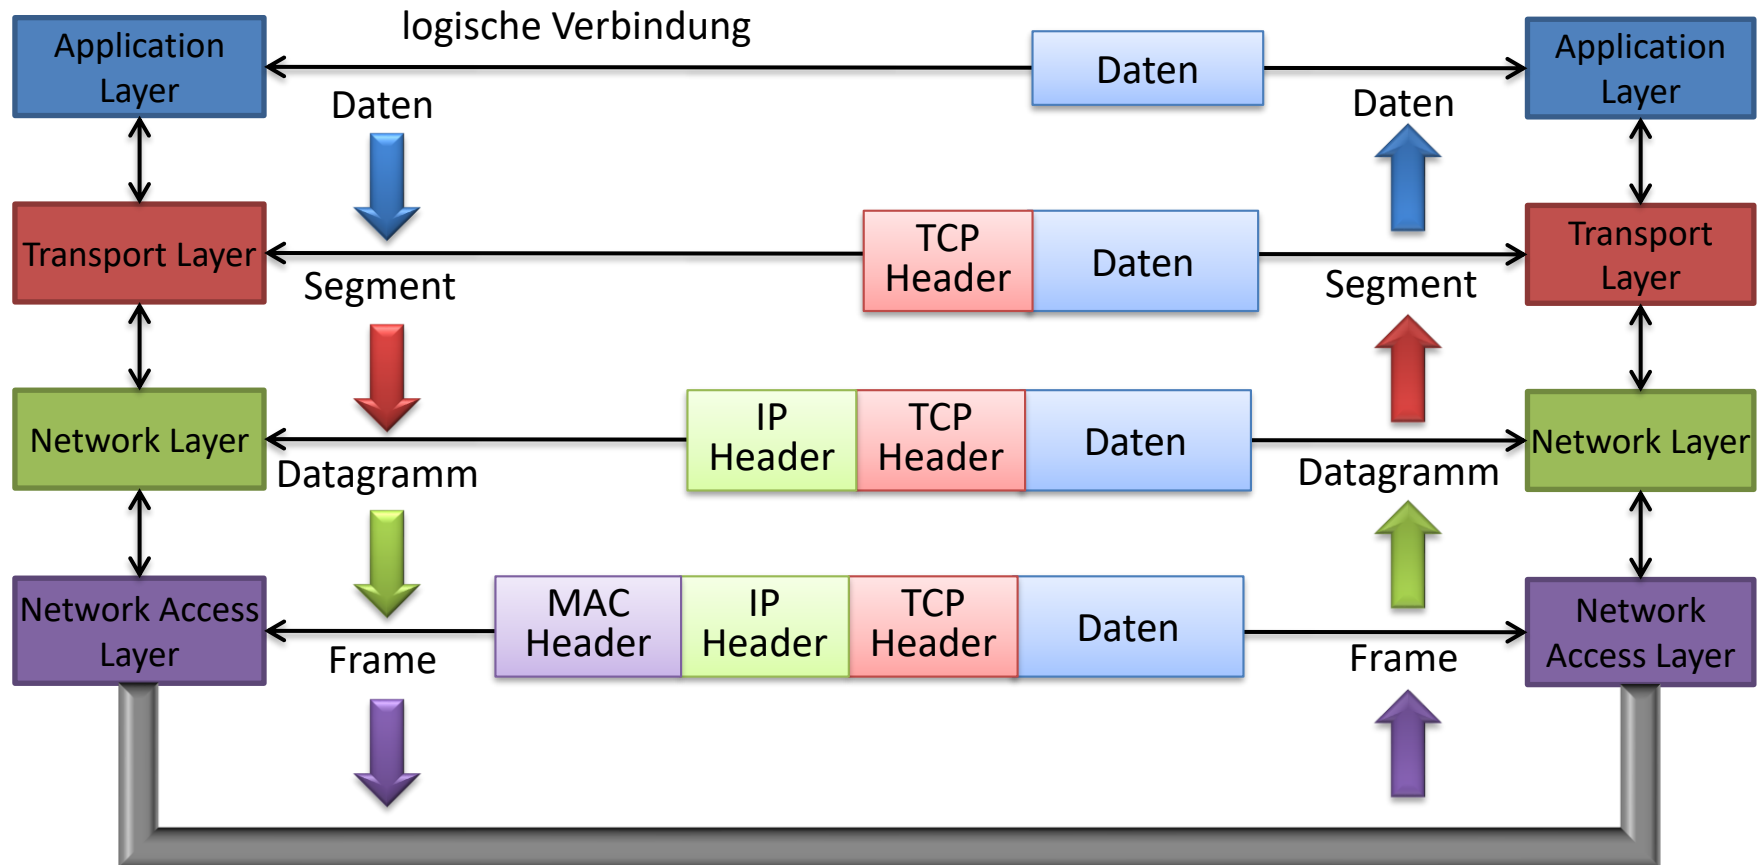 logische Verbindung
Application
Layer
Daten
Daten
Daten
Application
Layer
Transport Layer
Segment
TCP
Header
Daten
Segment
Transport
Layer
Network Layer
Datagramm
IP
Header
TCP
Header
Daten
Datagramm
Network Layer
Network Access
Layer
Frame
MAC
Header
IP
Header
TCP
Header
Daten
Frame
Network
Access Layer